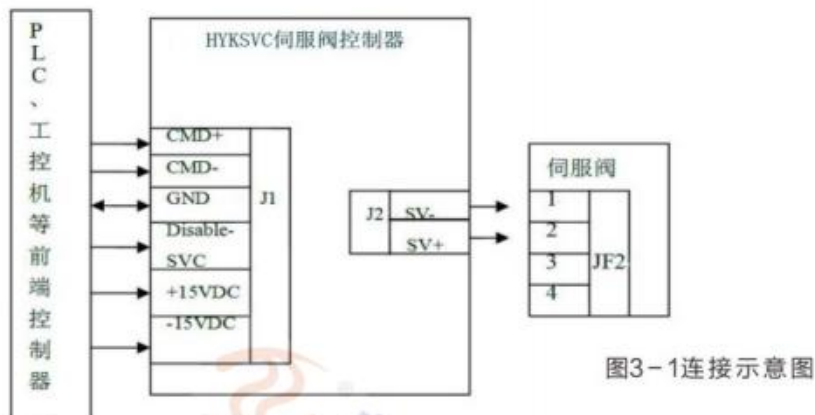 PLC、工控机等前端控制器
HYKSVC伺服阀控制器
CMD+
CMD-
GND
Disable-
SVC
+15VDC
-15VDC
J1
J2
SV-
SV+
伺服阀
1
2
3
4
JF2
图3-1连接示意图